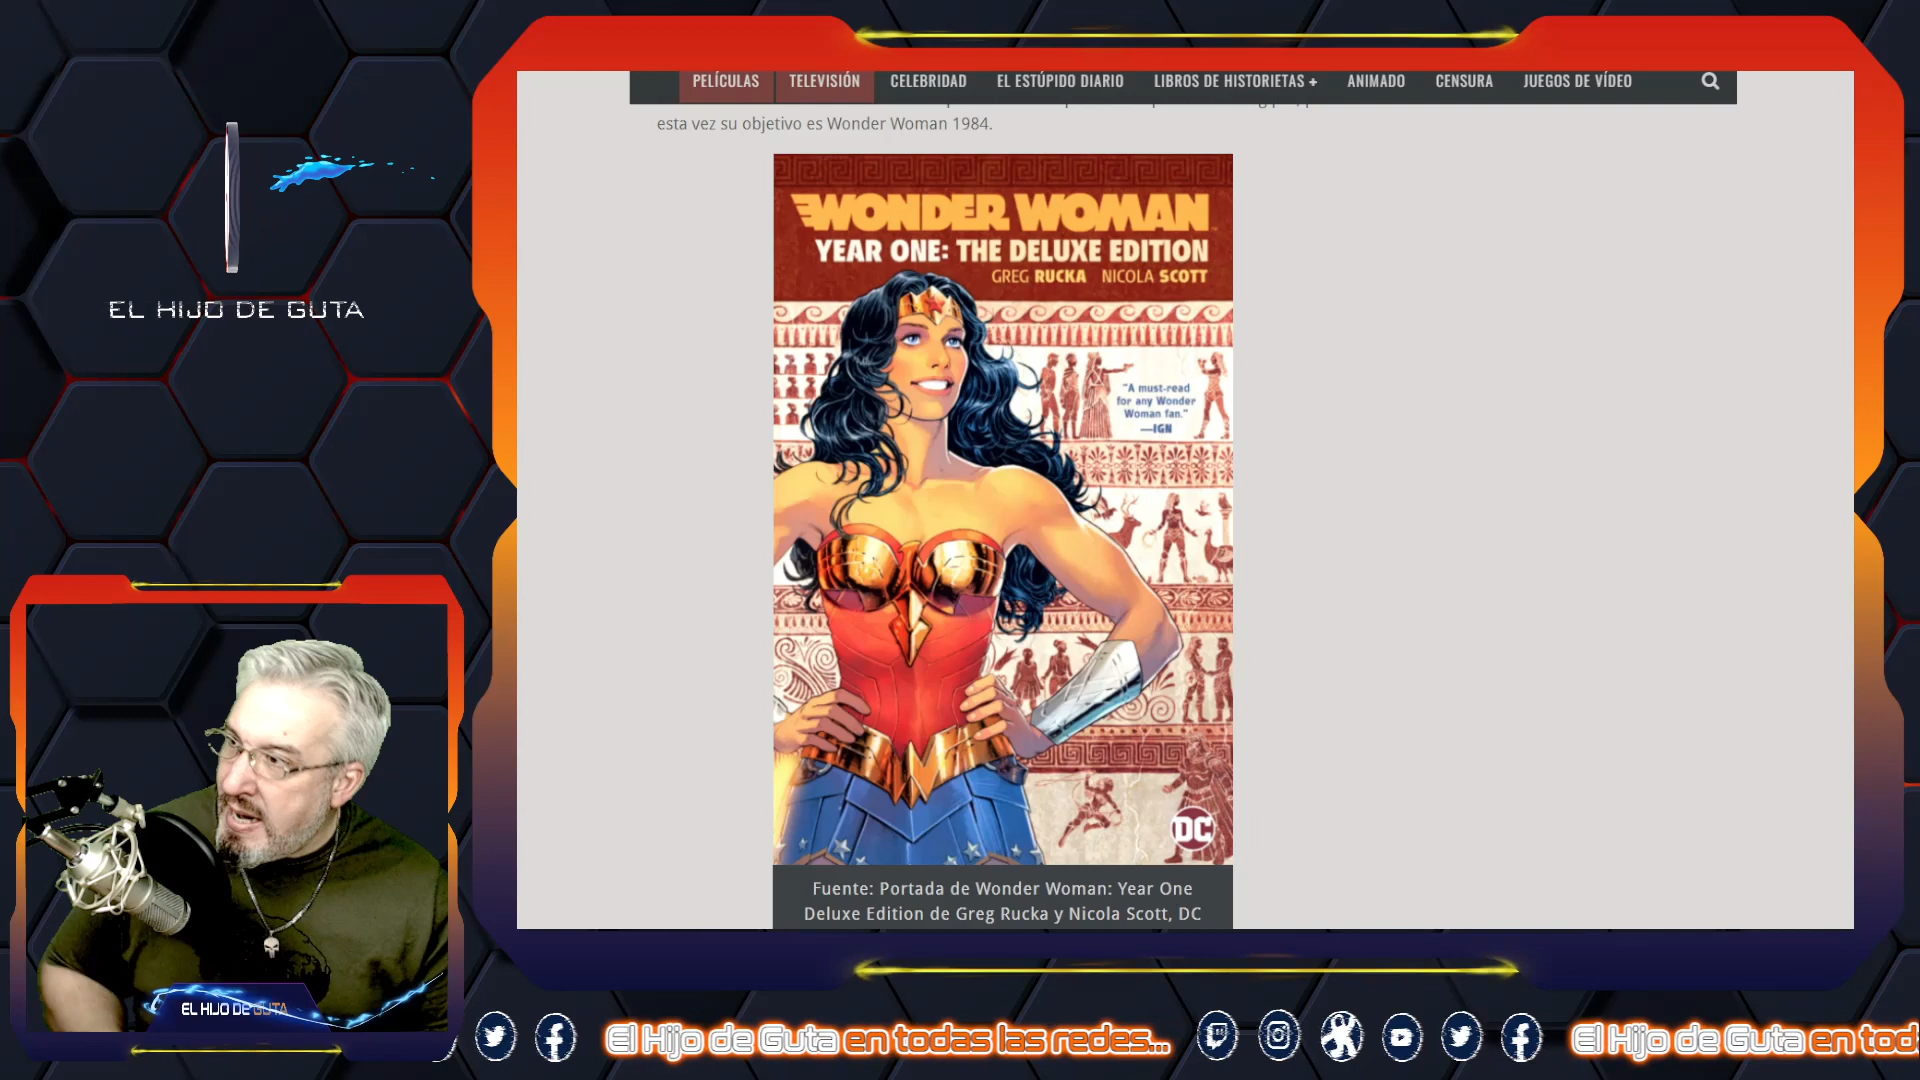 EL HIJO DE GUTA
PELÍCULAS TELEVISIÓN CELEBRIDAD EL ESTÚPIDO DIARIO LIBROS DE HISTORIETAS + ANIMADO CENSURA JUEGOS DE VÍDEO
esta vez su objetivo es Wonder Woman 1984.
WONDER WOMAN
YEAR ONE: THE DELUXE EDITION
GREG RUCKA NICOLA SCOTT
"A must-read
for any Wonder
Woman fan."
—IGN
DC
Fuente: Portada de Wonder Woman: Year One
Deluxe Edition de Greg Rucka y Nicola Scott, DC
EL HIJO DE GUTA
El Hijo de Guta en todas las redes... El Hijo de Guta en tod